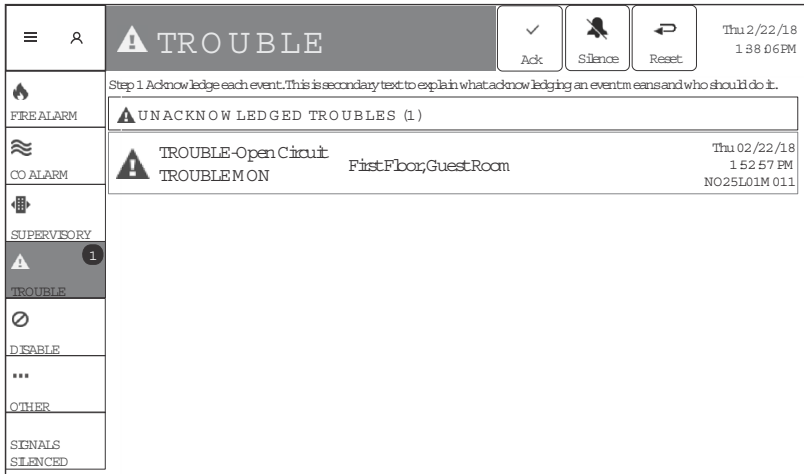 TROUBLE
Ack
Silence
Reset
Thu 2/22/18
1:38:06 PM
Step 1 Acknowledge each event. This is secondary text to explain what acknowledging an event means and who should do it.
FIRE ALARM
UNACKNOWLEDGED TROUBLES (1)
TROUBLE-Open Circuit
TROUBLE MON
First Floor, Guest Room
Thu 02/22/18
1:52:57 PM
N025L01M011
CO ALARM
SUPERVISORY
1
TROUBLE
DISABLE
OTHER
SIGNALS
SILENCED